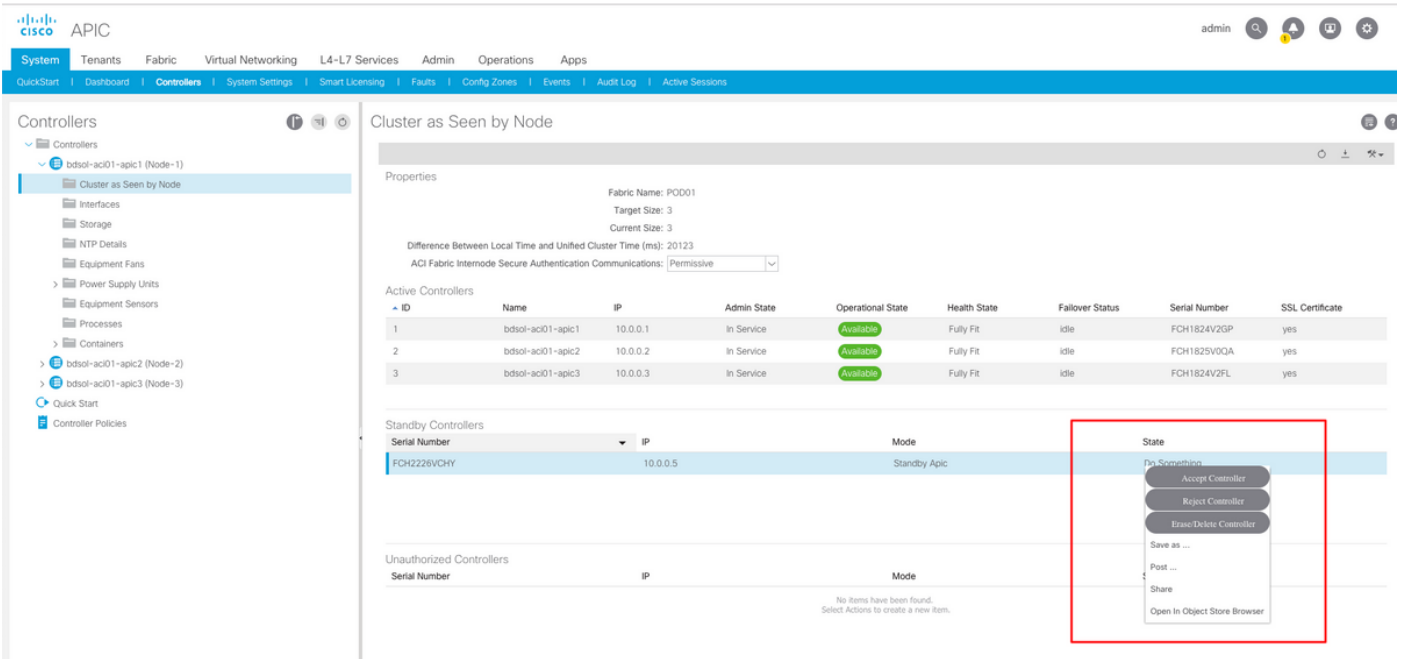 cisco APIC
admin
1
System Tenants Fabric Virtual Networking L4-L7 Services Admin Operations Apps
QuickStart | Dashboard | Controllers | System Settings | Smart Licensing | Faults | Config Zones | Events | Audit Log | Active Sessions
Controllers
Controllers
bdsol-aci01-apic1 (Node-1)
Cluster as Seen by Node
Interfaces
Storage
NTP Details
Equipment Fans
Power Supply Units
Equipment Sensors
Processes
Containers
bdsol-aci01-apic2 (Node-2)
bdsol-aci01-apic3 (Node-3)
Quick Start
Controller Policies
Cluster as Seen by Node
?
Properties
Fabric Name: POD01
Target Size: 3
Current Size: 3
Difference Between Local Time and Unified Cluster Time (ms): 20123
ACI Fabric Internode Secure Authentication Communications: Permissive
Active Controllers
ID Name IP Admin State Operational State Health State Failover Status Serial Number SSL Certificate
1 bdsol-aci01-apic1 10.0.0.1 In Service Available Fully Fit idle FCH1824V2GP yes
2 bdsol-aci01-apic2 10.0.0.2 In Service Available Fully Fit idle FCH1825V0QA yes
3 bdsol-aci01-apic3 10.0.0.3 In Service Available Fully Fit idle FCH1824V2FL yes
Standby Controllers
Serial Number IP Mode State
FCH2226VCHY 10.0.0.5 Standby Apic Do Something
Accept Controller
Reject Controller
Erase/Delete Controller
Save as ...
Post ...
Share
Open In Object Store Browser
Unauthorized Controllers
Serial Number IP Mode
No items have been found.
Select Actions to create a new item.